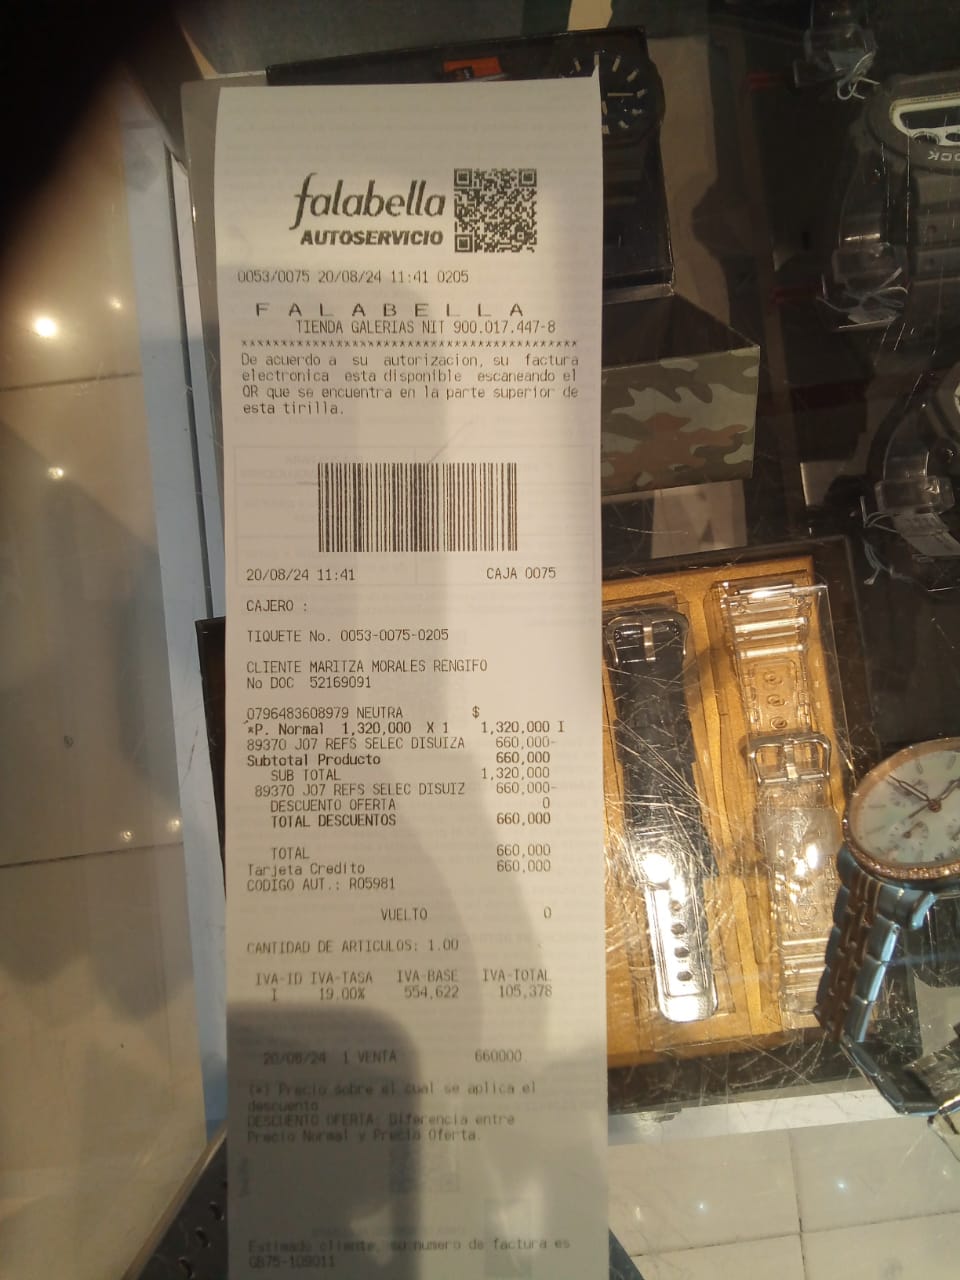 falabella
AUTOSERVICIO
0053/0075 20/08/24 11:41 0205
F A L A B E L L A
TIENDA GALERIAS NIT 900.017.447-8
De acuerdo a su autorizacion, su factura
electronica esta disponible escaneando el
QR que se encuentra en la parte superior de
esta tirilla.
20/08/24 11:41 CAJA 0075
CAJERO :
TIQUETE No. 0053-0075-0205
CLIENTE MARITZA MORALES RENGIFO
No DOC 52169091
0796483608979 NEUTRA $
*P. Normal 1,320,000 X 1 1,320,000 I
89370 J07 REFS SELEC DISUIZA 660,000-
Subtotal Producto 660,000
SUB TOTAL 1,320,000
89370 J07 REFS SELEC DISUIZ 660,000-
DESCUENTO OFERTA 0
TOTAL DESCUENTOS 660,000
TOTAL 660,000
Tarjeta Credito 660,000
CODIGO AUT.: R05981
VUELTO 0
CANTIDAD DE ARTICULOS: 1.00
IVA-ID IVA-TASA IVA-BASE IVA-TOTAL
I 19.00% 554,622 105,378
20/08/24 1 VENTA 660000
(*) Precio sobre el cual se aplica el
descuento
DESCUENTO OFERTA: Diferencia entre
Precio Normal y Precio Oferta.
Estimado cliente, su numero de factura es
GB75-109011